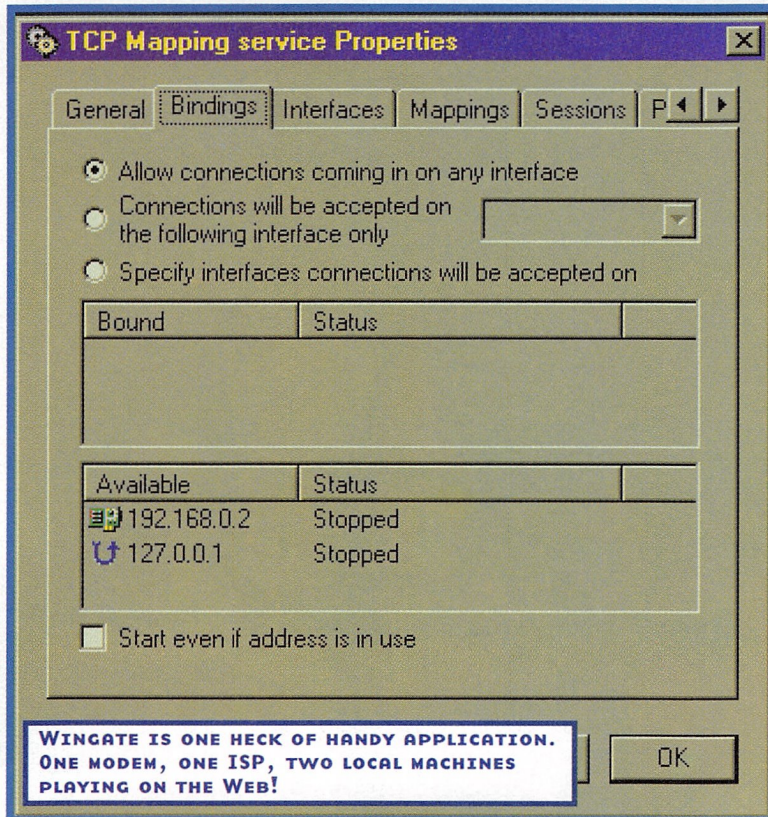 TCP Mapping service Properties
General Bindings Interfaces Mappings Sessions P
Allow connections coming in on any interface
Connections will be accepted on
the following interface only
Specify interfaces connections will be accepted on
Bound Status
Available Status
192.168.0.2 Stopped
127.0.0.1 Stopped
Start even if address is in use
OK
WINGATE IS ONE HECK OF HANDY APPLICATION.
ONE MODEM, ONE ISP, TWO LOCAL MACHINES
PLAYING ON THE WEB!